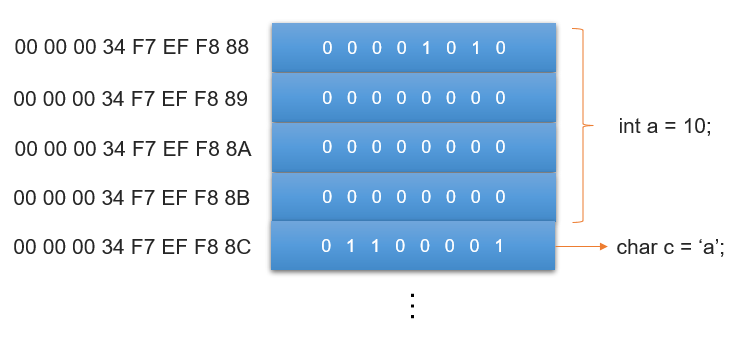 00 00 00 34 F7 EF F8 88 0 0 0 0 1 0 1 0
00 00 00 34 F7 EF F8 89 0 0 0 0 0 0 0 0
int a = 10;
00 00 00 34 F7 EF F8 8A 0 0 0 0 0 0 0 0
00 00 00 34 F7 EF F8 8B 0 0 0 0 0 0 0 0
00 00 00 34 F7 EF F8 8C 0 1 1 0 0 0 0 1 char c = ‘a’;
⋮